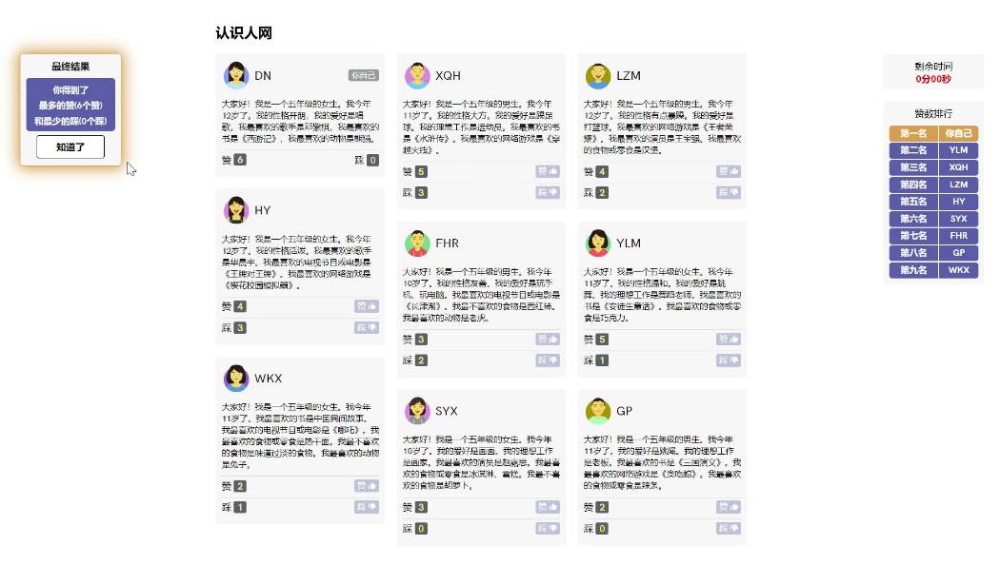 认识人网
最终结果
你得到了
最多的赞(6个赞)
和最少的踩(0个踩)
知道了
DN
你自己
大家好！我是一个五年级的女生。我今年
12岁了。我的性格开朗，我的爱好是唱
歌，我最喜欢的歌手是邓紫棋，我最喜欢的
书是《西游记》，我最喜欢的动物是熊猫。
赞 6
踩 0
HY
大家好！我是一个五年级的女生。我今年
12岁了。我的性格活泼。我最喜欢的歌手
是华晨宇。我最喜欢的电视节目或电影是
《王牌对王牌》。我最喜欢的网络游戏是
《樱花校园模拟器》。
赞 4
赞
踩 3
踩
WKX
大家好！我是一个五年级的女生。我今年
11岁了。我最喜欢的书是中国民间故事。
我最喜欢的电视节目或电影是《哪吒》。我
最喜欢的食物或零食是热干面。我最不喜欢
的食物是味道过淡的食物。我最喜欢的动物
是兔子。
赞 2
赞
踩 1
踩
XQH
大家好！我是一个五年级的男生。我今年
11岁了。我的性格大方。我的爱好是踢足
球。我的理想工作是运动员。我最喜欢的书
是《水浒传》。我最喜欢的网络游戏是《穿
越火线》。
赞 5
赞
踩 3
踩
FHR
大家好！我是一个五年级的男生。我今年
10岁了。我的性格友善。我的爱好是玩手
机、玩电脑。我最喜欢的电视节目或电影是
《长津湖》。我最不喜欢的食物是西红柿。
我最喜欢的动物是老虎。
赞 3
赞
踩 2
踩
SYX
大家好！我是一个五年级的女生。我今年
10岁了。我的爱好是画画。我的理想工作
是画家。我最喜欢的演员是赵露思。我最喜
欢的食物或零食是冰淇淋、雪糕。我最不喜
欢的食物是胡萝卜。
赞 3
赞
踩 0
踩
LZM
大家好！我是一个五年级的男生。我今年
12岁了。我的性格有点暴躁。我的爱好是
打篮球。我最喜欢的网络游戏是《王者荣
耀》。我最喜欢的演员是王宝强。我最喜欢
的食物或零食是汉堡。
赞 4
赞
踩 2
踩
YLM
大家好！我是一个五年级的女生。我今年
11岁了。我的性格温和。我的爱好是跳
舞。我的理想工作是舞蹈老师。我最喜欢的
书是《安徒生童话》。我最喜欢的食物或零
食是巧克力。
赞 5
赞
踩 1
踩
GP
大家好！我是一个五年级的男生。我今年
11岁了。我的爱好是跳绳。我的理想工作
是老板。我最喜欢的书是《三国演义》。我
最喜欢的网络游戏是《贪吃蛇》。我最喜欢
的食物或零食是辣条。
赞 2
赞
踩 0
踩
剩余时间
0分00秒
赞数排行
第一名 你自己
第二名 YLM
第三名 XQH
第四名 LZM
第五名 HY
第六名 SYX
第七名 FHR
第八名 GP
第九名 WKX